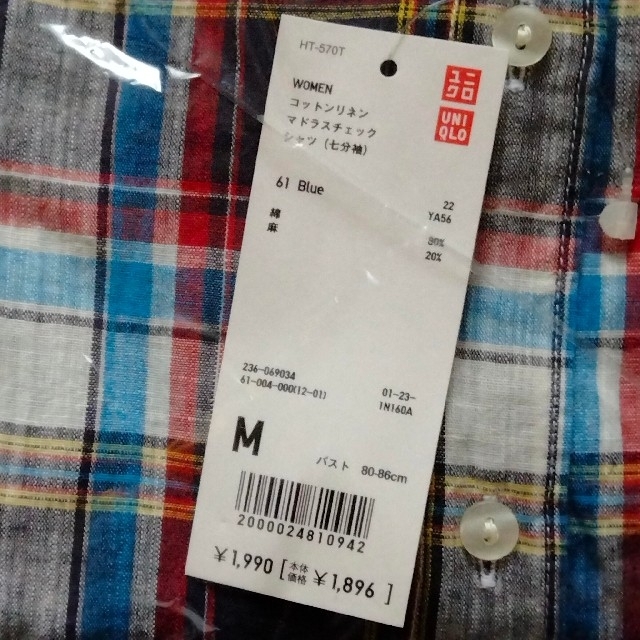 HT-570T
ユニ
クロ
UNI
QLO
WOMEN
コットンリネン
マドラスチェック
シャツ (七分袖)
61 Blue
22
YA56
綿 80%
麻 20%
236-069034
61-004-000(12-01)
01-23-
1N160A
M
バスト 80-86cm
2000024810942
¥1,990 [本体価格 ¥1,896 ]